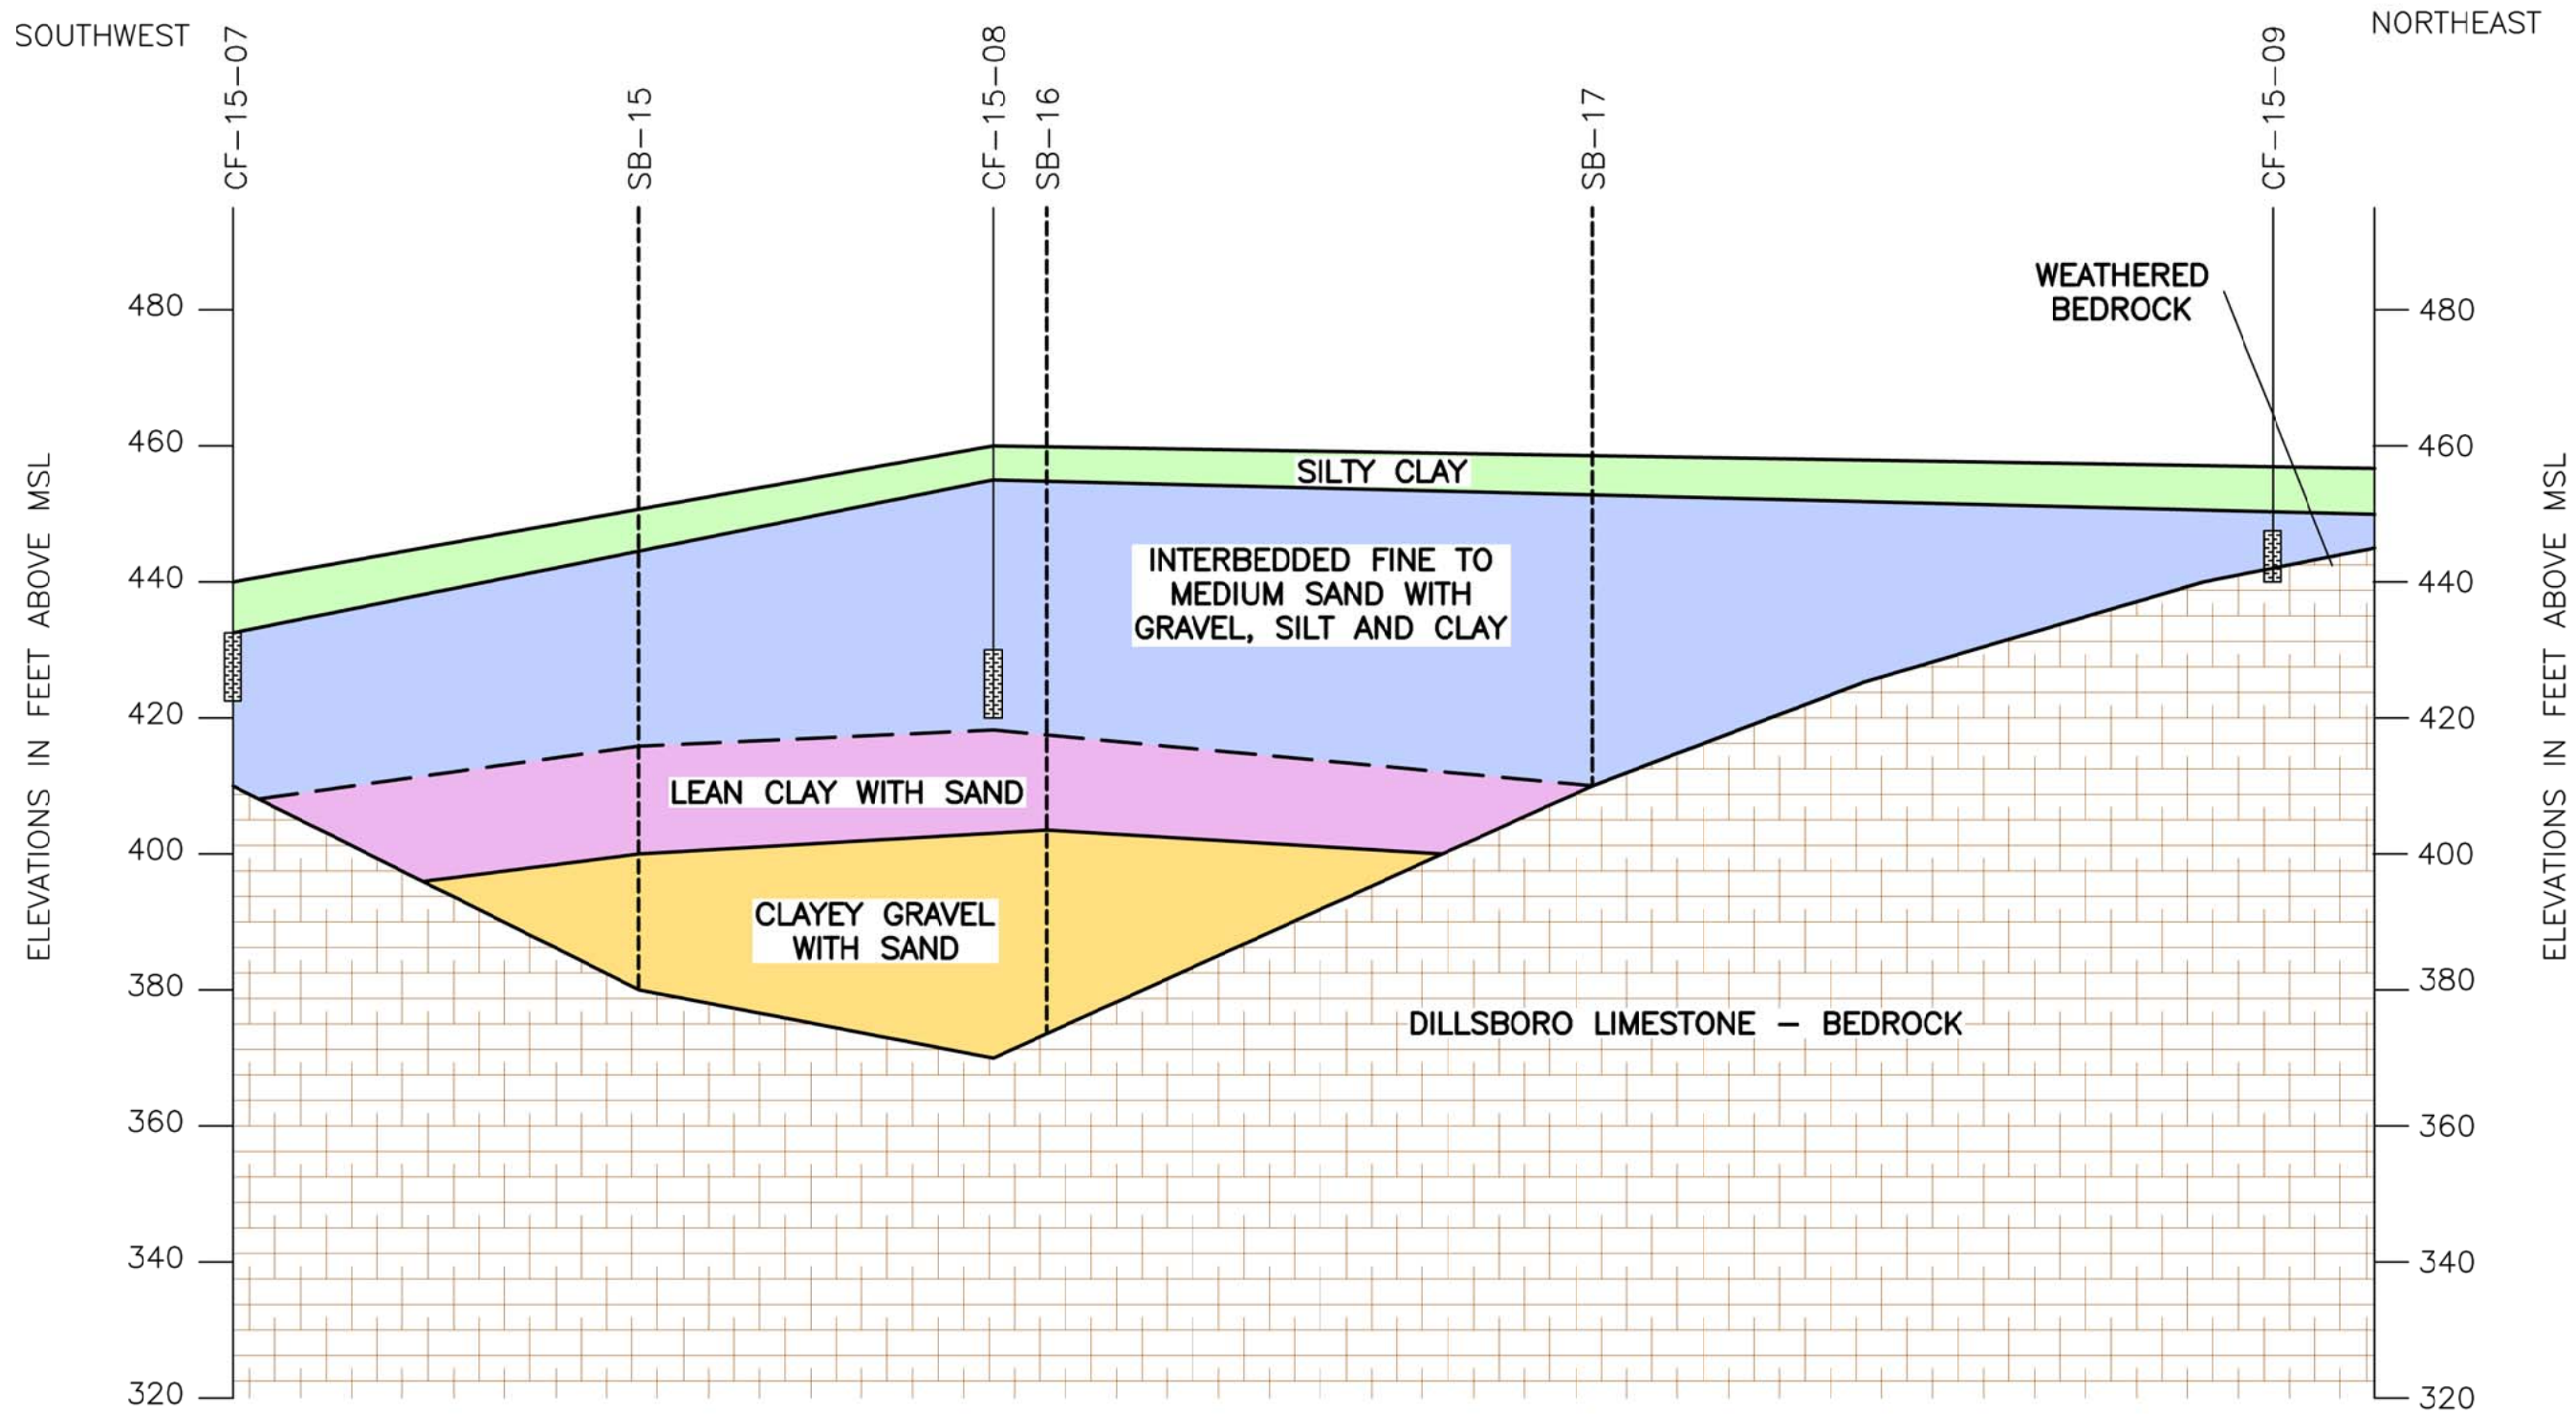 SOUTHWEST
NORTHEAST
CF-15-07
SB-15
CF-15-08
SB-16
SB-17
CF-15-09
WEATHERED
BEDROCK
480
480
460
460
SILTY CLAY
440
440
INTERBEDDED FINE TO
MEDIUM SAND WITH
GRAVEL, SILT AND CLAY
420
420
LEAN CLAY WITH SAND
400
400
CLAYEY GRAVEL
WITH SAND
380
380
DILLSBORO LIMESTONE - BEDROCK
360
360
340
340
320
320
ELEVATIONS IN FEET ABOVE MSL
ELEVATIONS IN FEET ABOVE MSL